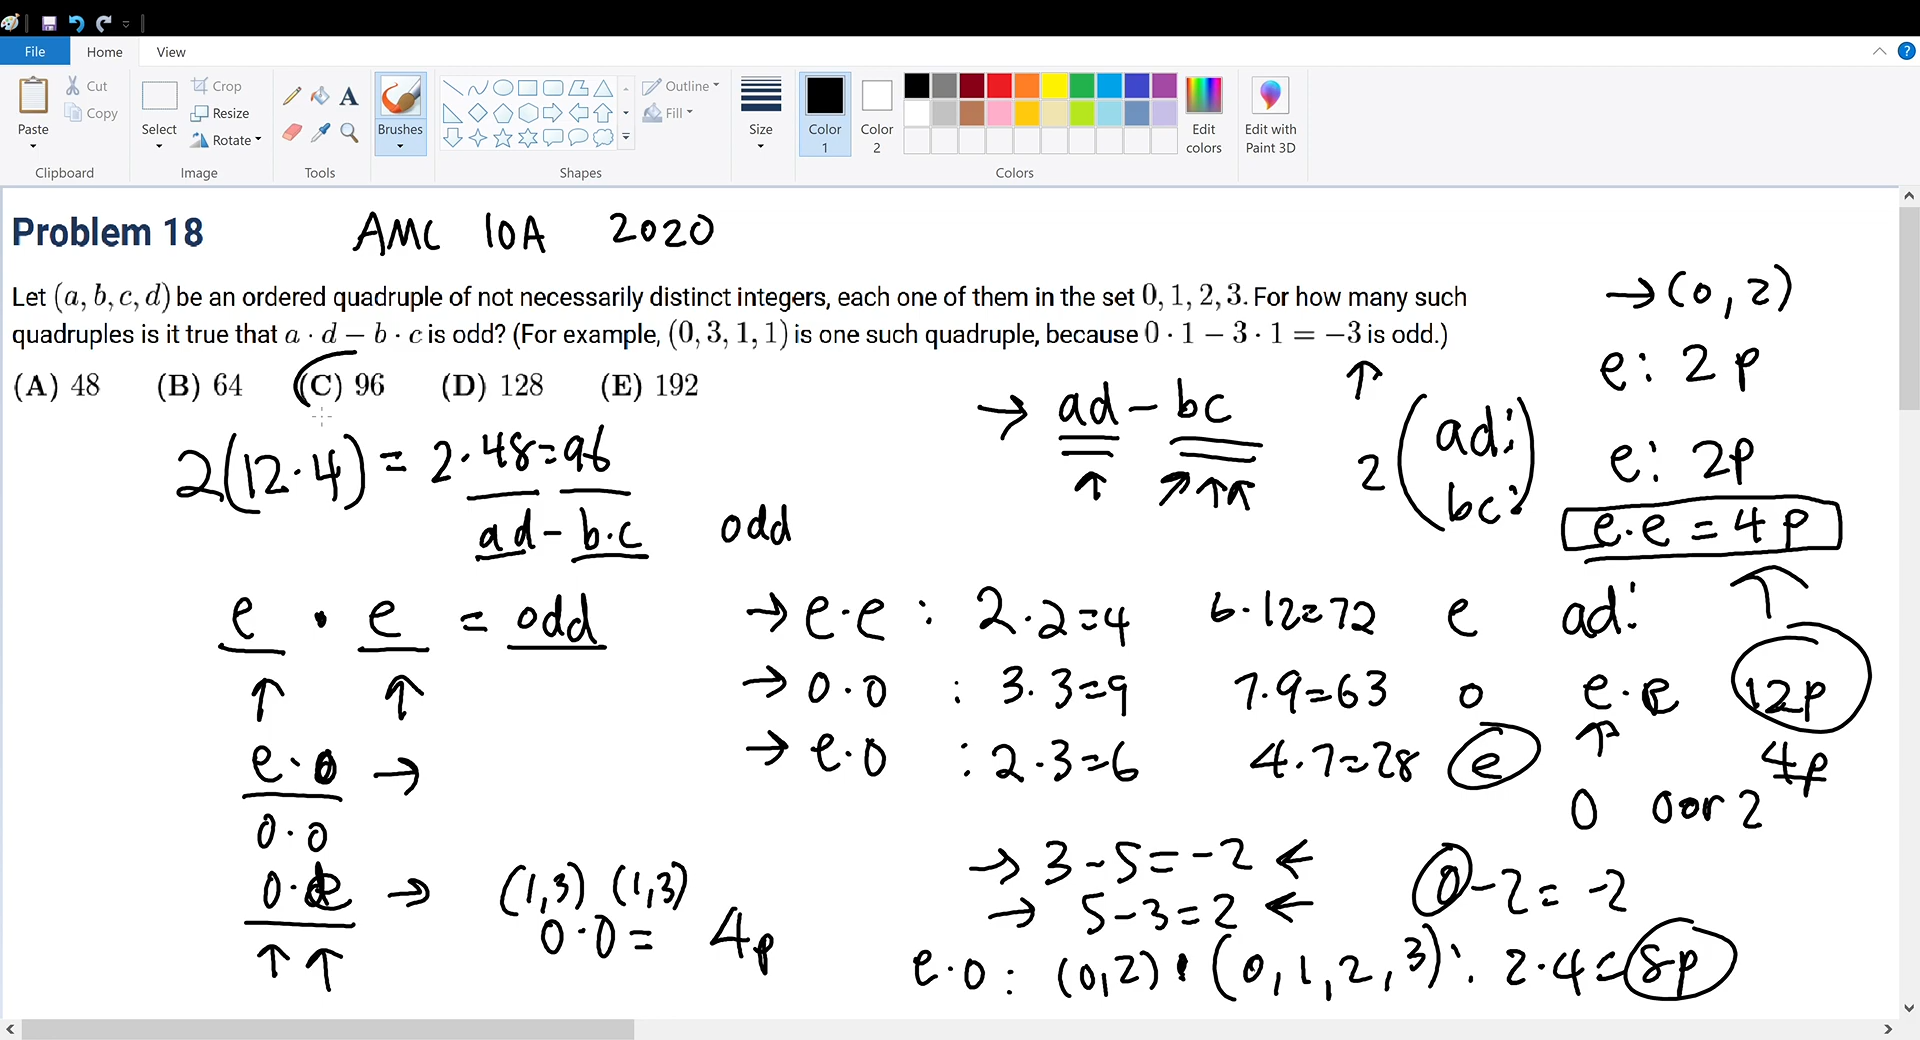 File Home View
Paste
Cut
Copy
Clipboard
Select
Crop
Resize
Rotate
Image
A
Tools
Brushes
Outline
Fill
Shapes
Size
Color 1
Color 2
Edit colors
Colors
Edit with Paint 3D
Problem 18
AMC 10A 2020
Let (a, b, c, d) be an ordered quadruple of not necessarily distinct integers, each one of them in the set 0, 1, 2, 3. For how many such
quadruples is it true that a · d − b · c is odd? (For example, (0, 3, 1, 1) is one such quadruple, because 0 · 1 − 3 · 1 = −3 is odd.)
(A) 48 (B) 64 (C) 96 (D) 128 (E) 192
2(12·4) = 2·48=96
ad - b·c odd
→ ad - bc
2 (ad: bc:)
→(0,2)
e: 2p
e: 2p
e·e = 4p
e · e = odd
e·o →
o·o
o·e →
(1,3) (1,3)
o·o = 4p
→ e·e : 2·2=4 6·12=72 e
→ o·o : 3·3=9 7·9=63 o
→ e·o : 2·3=6 4·7=28 e
ad:
e·e 12p
4p
0 0 or 2
→ 3-5=-2 ←
→ 5-3=2 ←
0-2=-2
e·o: (0,2)·(0,1,2,3): 2·4=8p